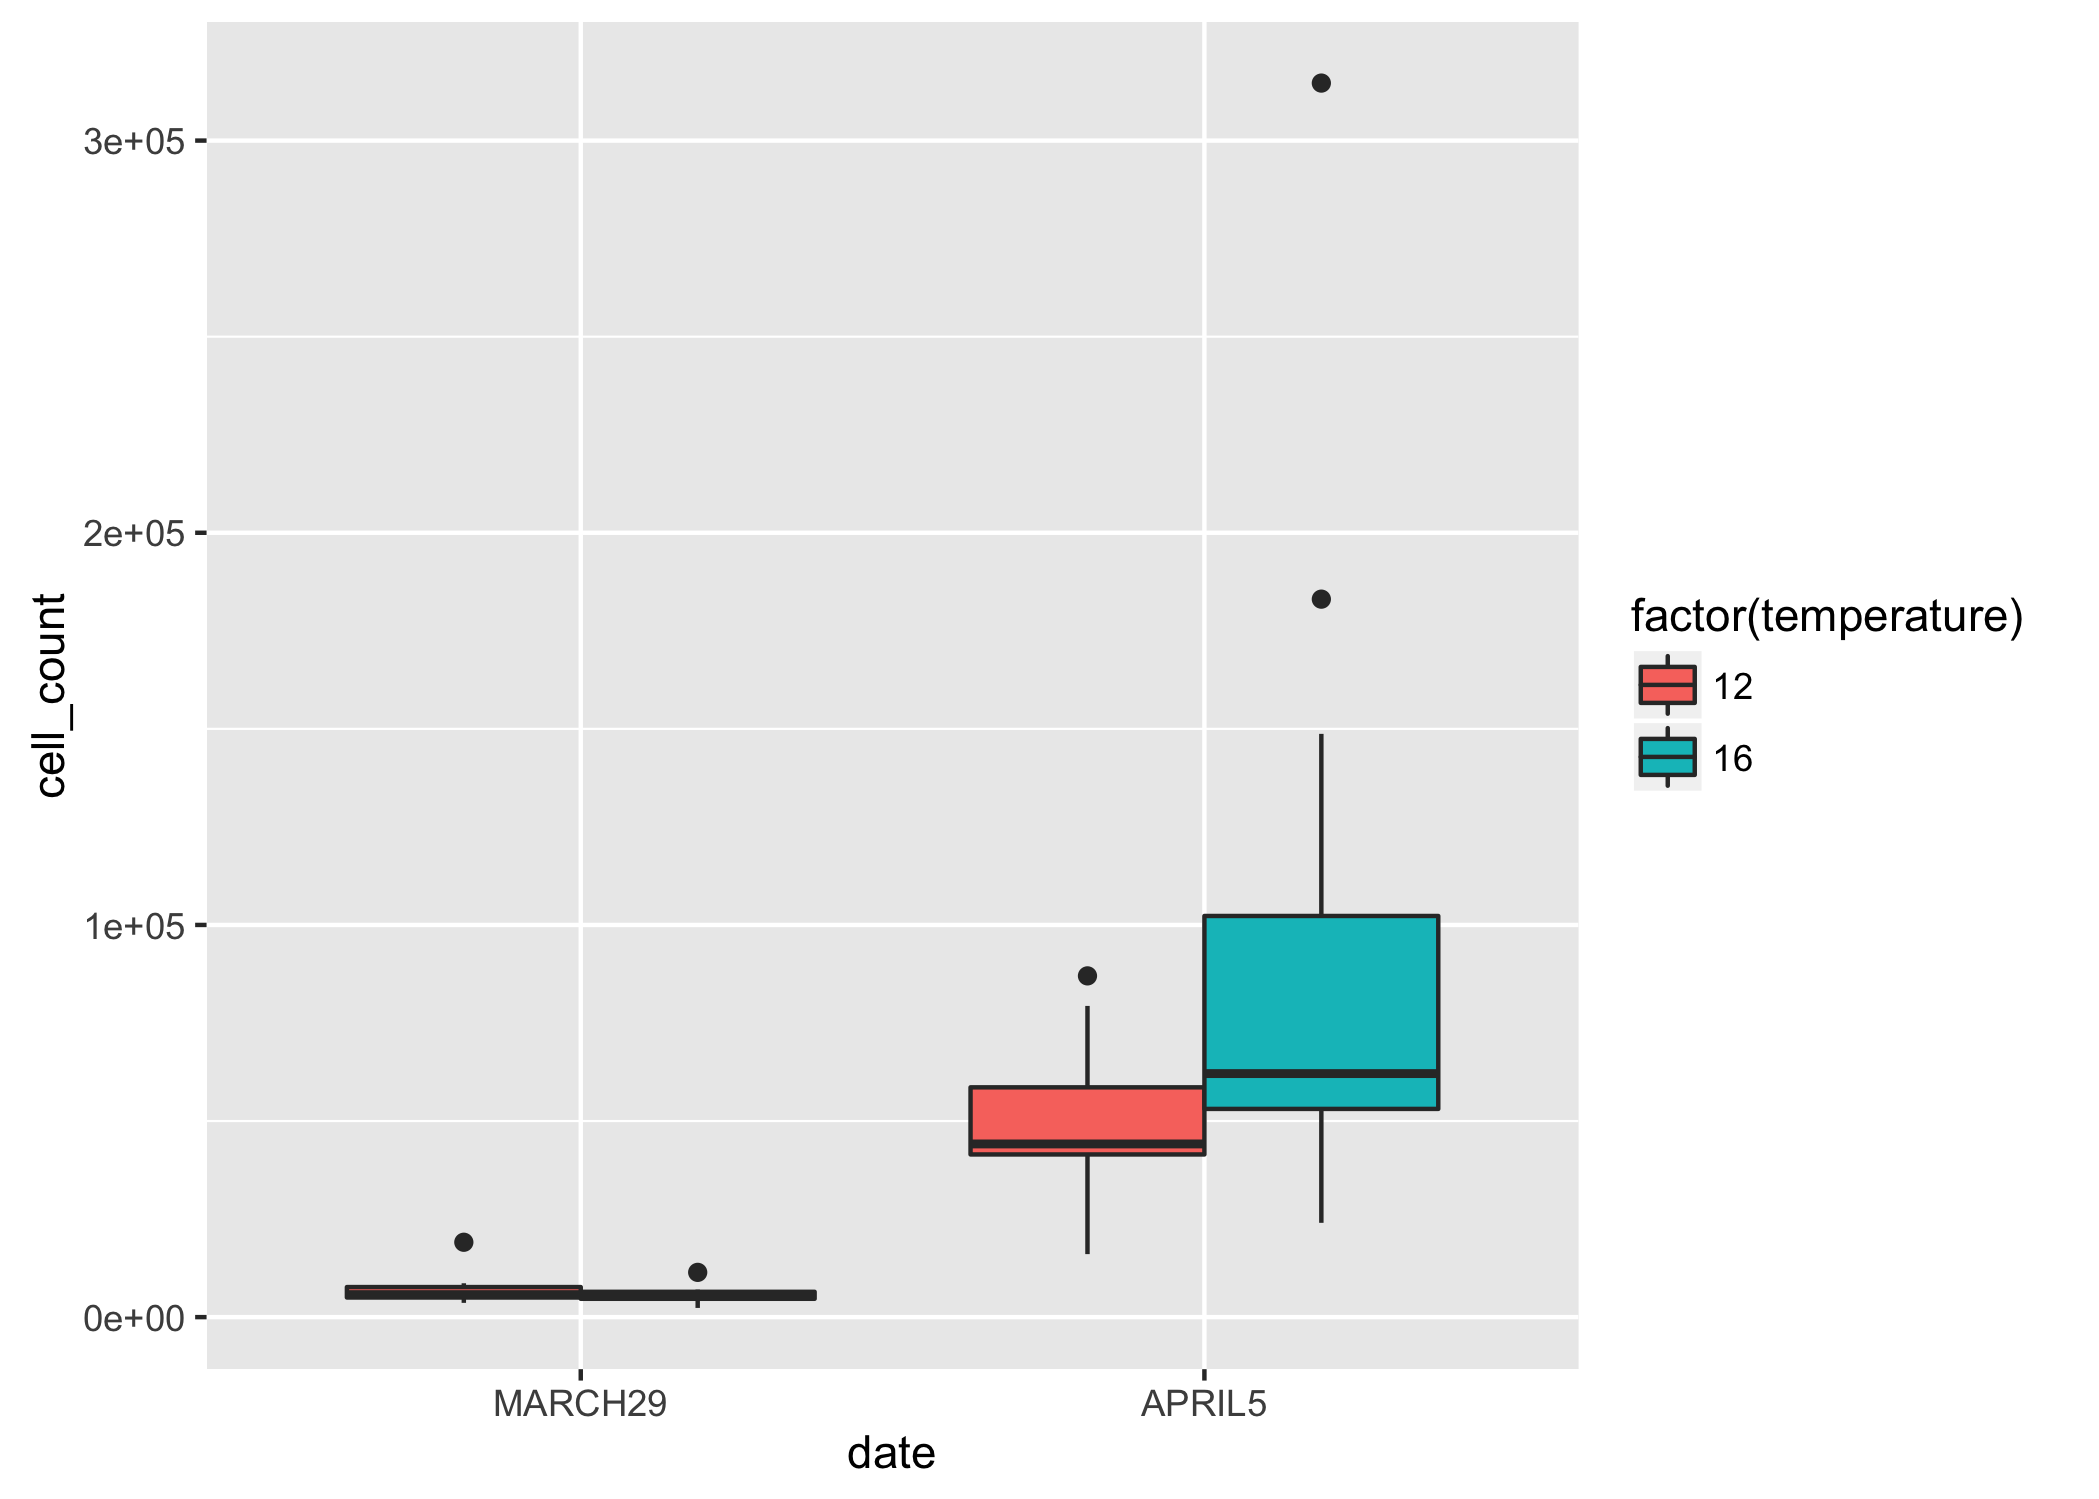 3e+05
2e+05
1e+05
0e+00
cell_count
MARCH29
APRIL5
date
factor(temperature)
12
16